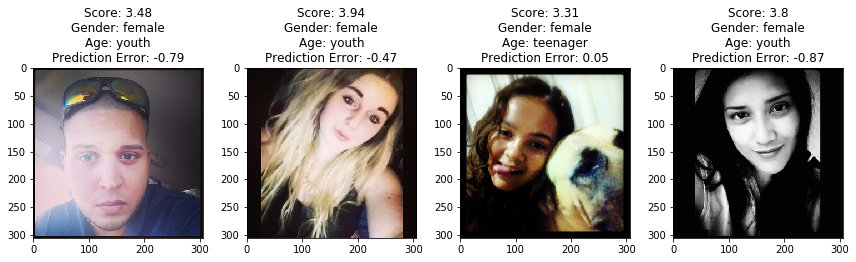 Score: 3.48
Gender: female
Age: youth
Prediction Error: -0.79
0
50
100
150
200
250
300
0
100
200
300
Score: 3.94
Gender: female
Age: youth
Prediction Error: -0.47
0
50
100
150
200
250
300
0
100
200
300
Score: 3.31
Gender: female
Age: teenager
Prediction Error: 0.05
0
50
100
150
200
250
300
0
100
200
300
Score: 3.8
Gender: female
Age: youth
Prediction Error: -0.87
0
50
100
150
200
250
300
0
100
200
300